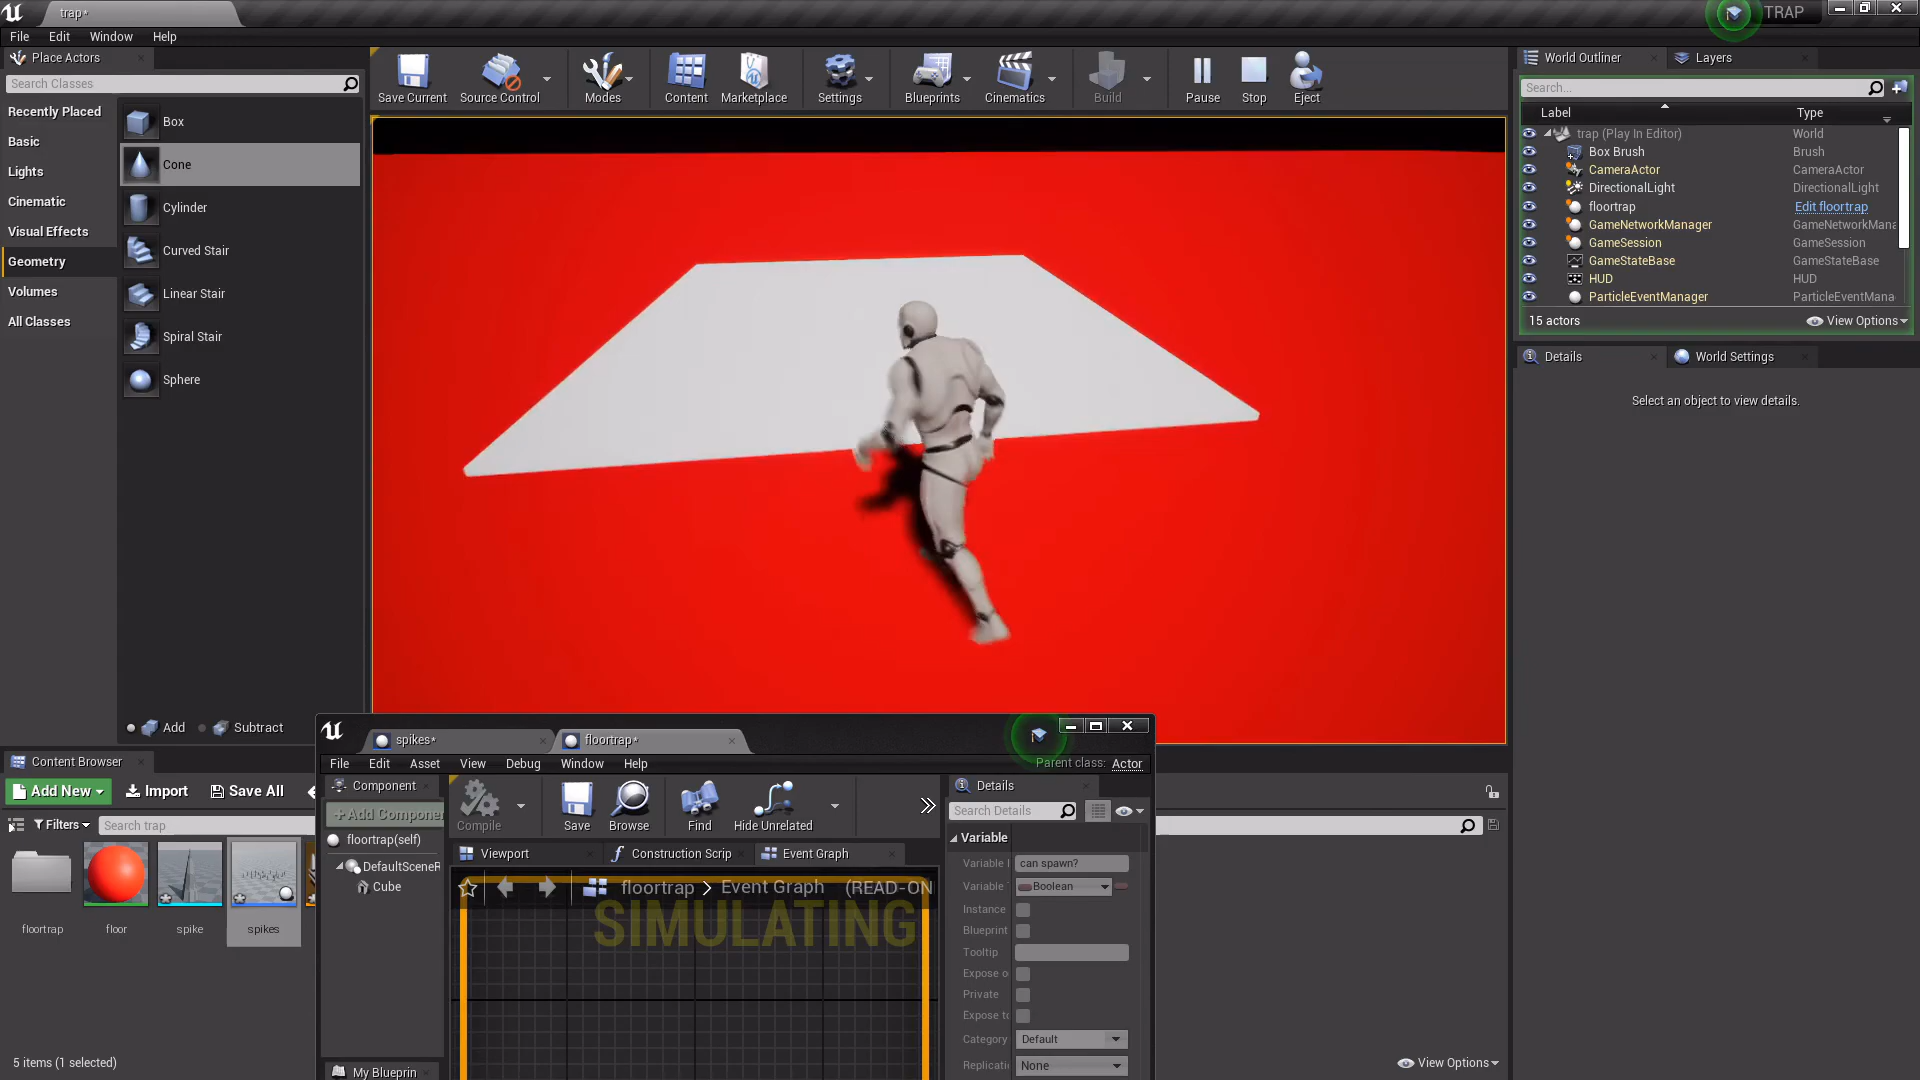 trap*
TRAP
File Edit Window Help
Place Actors
Search Classes
Recently Placed
Basic
Lights
Cinematic
Visual Effects
Geometry
Volumes
All Classes
Box
Cone
Cylinder
Curved Stair
Linear Stair
Spiral Stair
Sphere
Add Subtract
Save Current Source Control Modes Content Marketplace Settings Blueprints Cinematics Build Pause Stop Eject
World Outliner Layers
Search...
Label Type
trap (Play In Editor) World
Box Brush Brush
CameraActor CameraActor
DirectionalLight DirectionalLight
floortrap Edit floortrap
GameNetworkManager GameNetworkMana
GameSession GameSession
GameStateBase GameStateBase
HUD HUD
ParticleEventManager ParticleEventMana
15 actors View Options
Details World Settings
Select an object to view details.
Content Browser
Add New Import Save All
Filters Search trap
floortrap floor spike spikes
5 items (1 selected)
View Options
spikes* floortrap*
File Edit Asset View Debug Window Help
Parent class: Actor
Component
+ Add Componen
floortrap(self)
DefaultSceneR
Cube
My Blueprin
Compile Save Browse Find Hide Unrelated
Viewport Construction Scrip Event Graph
floortrap > Event Graph (READ-ON
SIMULATING
Details
Search Details
Variable
Variable can spawn?
Variable Boolean
Instance
Blueprint
Tooltip
Expose o
Private
Expose to
Category Default
Replicati None